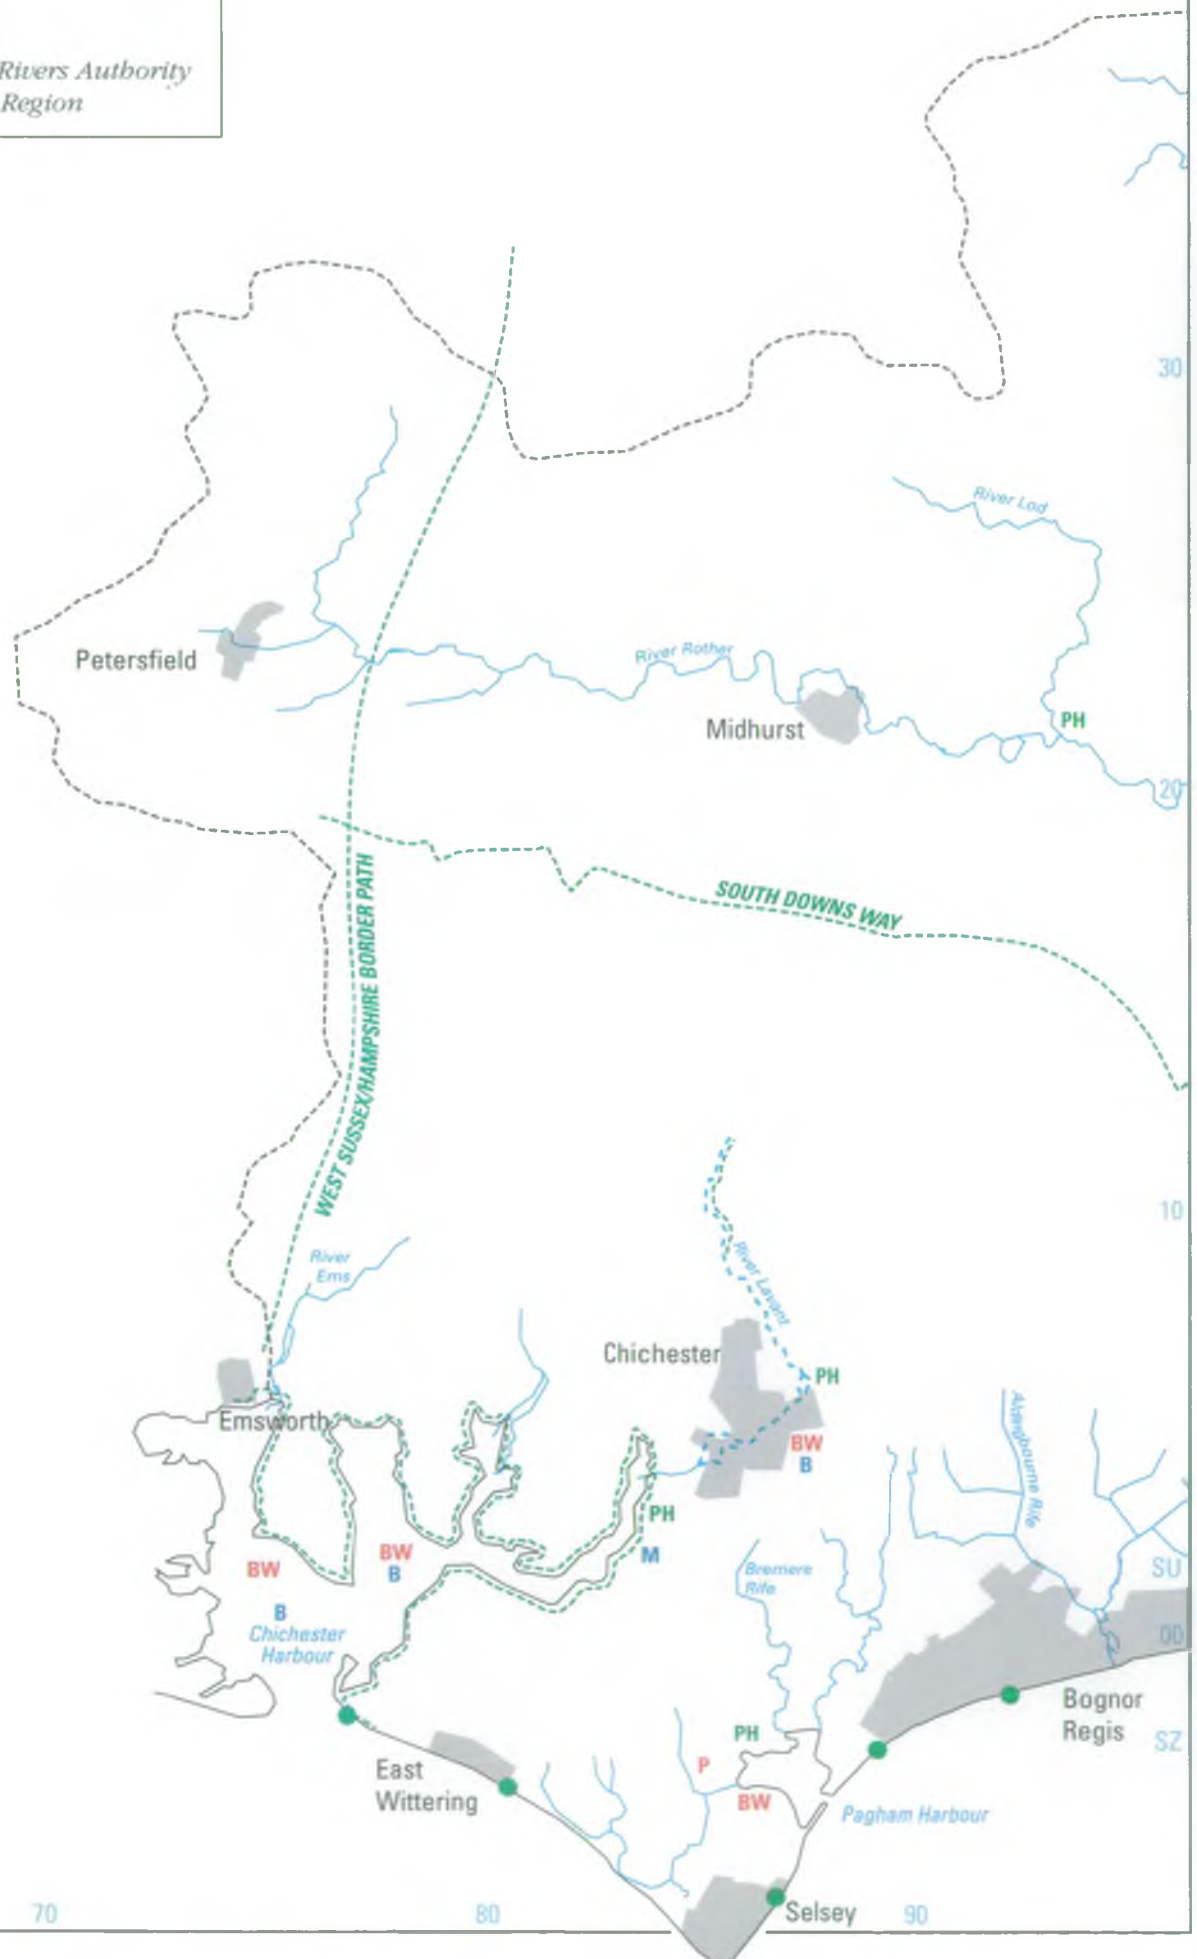 Rivers Authority
Region
30
River Lod
Petersfield
River Rother
Midhurst
PH
20
SOUTH DOWNS WAY
WEST SUSSEX/HAMPSHIRE BORDER PATH
10
River
Ems
River Lavant
Chichester
PH
Emsworth
BW
B
Aldingbourne Rife
PH
M
BW
B
BW
B
Chichester
Harbour
Bremere
Rife
SU
00
Bognor
Regis
SZ
PH
P
BW
East
Wittering
Pagham Harbour
Selsey
70
80
90